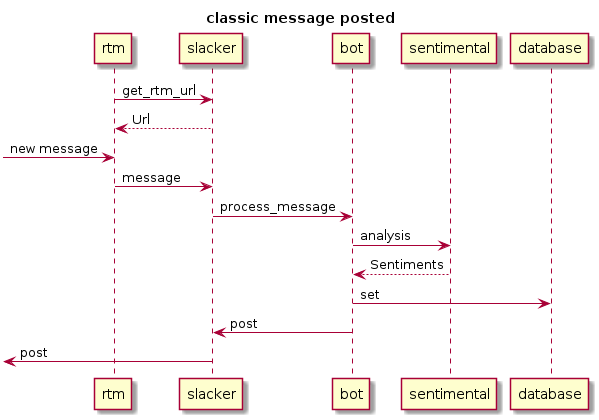 classic message posted
rtm slacker bot sentimental database
get_rtm_url
Url
new message
message
process_message
analysis
Sentiments
set
post
post
rtm slacker bot sentimental database